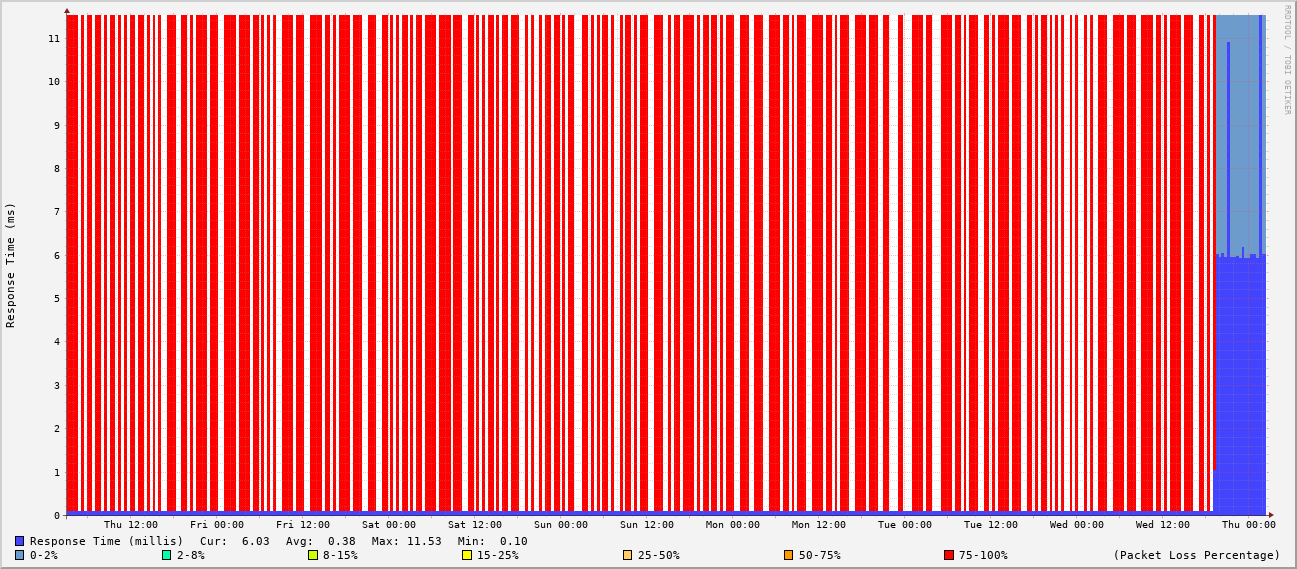 RRDTOOL / TOBI OETIKER
Response Time (ms)
11
10
9
8
7
6
5
4
3
2
1
0
Thu 12:00 Fri 00:00 Fri 12:00 Sat 00:00 Sat 12:00 Sun 00:00 Sun 12:00 Mon 00:00 Mon 12:00 Tue 00:00 Tue 12:00 Wed 00:00 Wed 12:00 Thu 00:00
Response Time (millis) Cur: 6.03 Avg: 0.38 Max: 11.53 Min: 0.10
0-2% 2-8% 8-15% 15-25% 25-50% 50-75% 75-100% (Packet Loss Percentage)